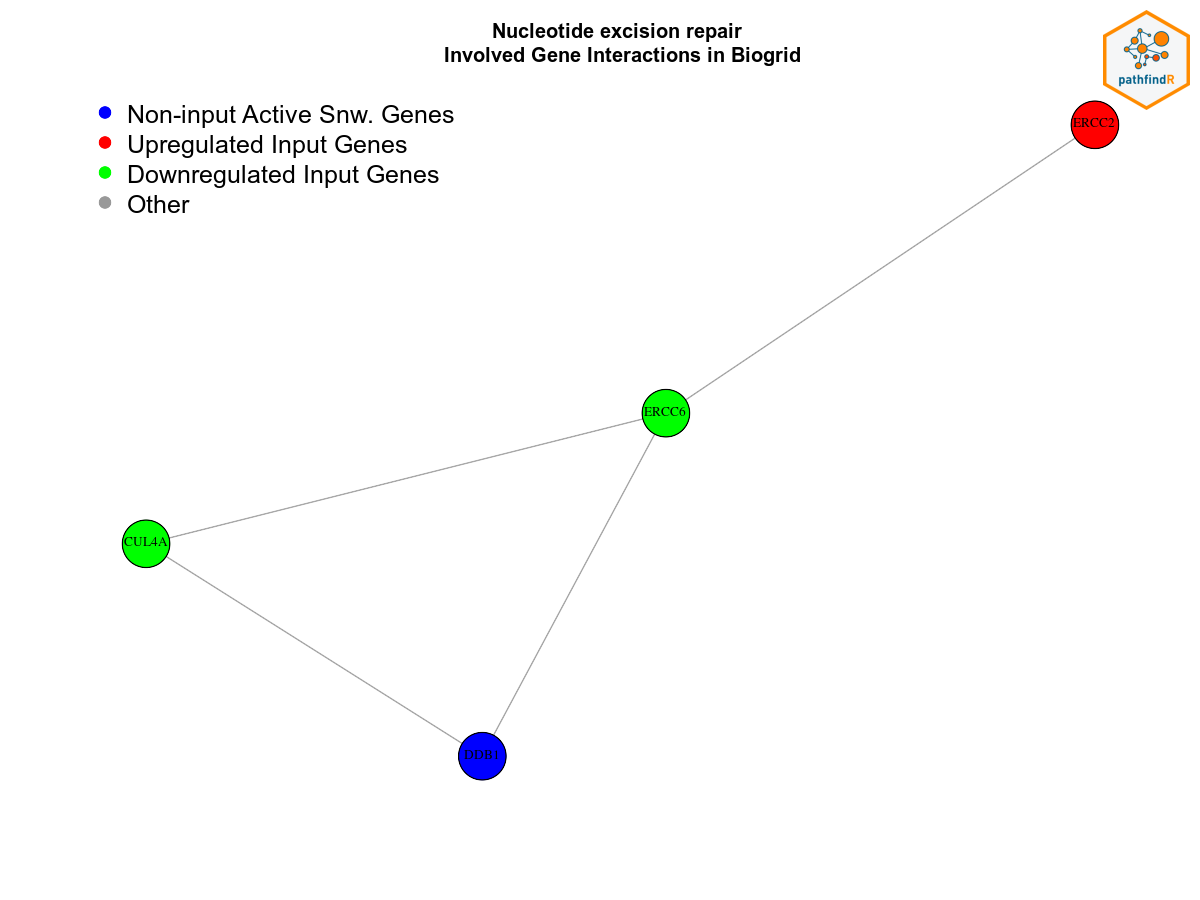 Nucleotide excision repair
Involved Gene Interactions in Biogrid
pathfindR
Non-input Active Snw. Genes
Upregulated Input Genes
Downregulated Input Genes
Other
ERCC2
ERCC6
CUL4A
DDB1